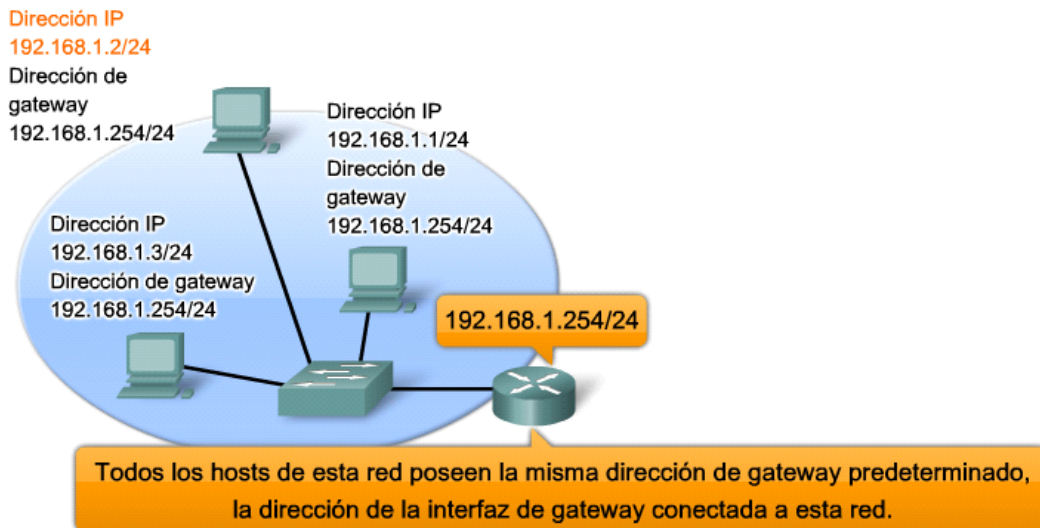 Dirección IP
192.168.1.2/24
Dirección de
gateway
192.168.1.254/24
Dirección IP
192.168.1.1/24
Dirección de
gateway
192.168.1.254/24
Dirección IP
192.168.1.3/24
Dirección de gateway
192.168.1.254/24
192.168.1.254/24
Todos los hosts de esta red poseen la misma dirección de gateway predeterminado,
la dirección de la interfaz de gateway conectada a esta red.